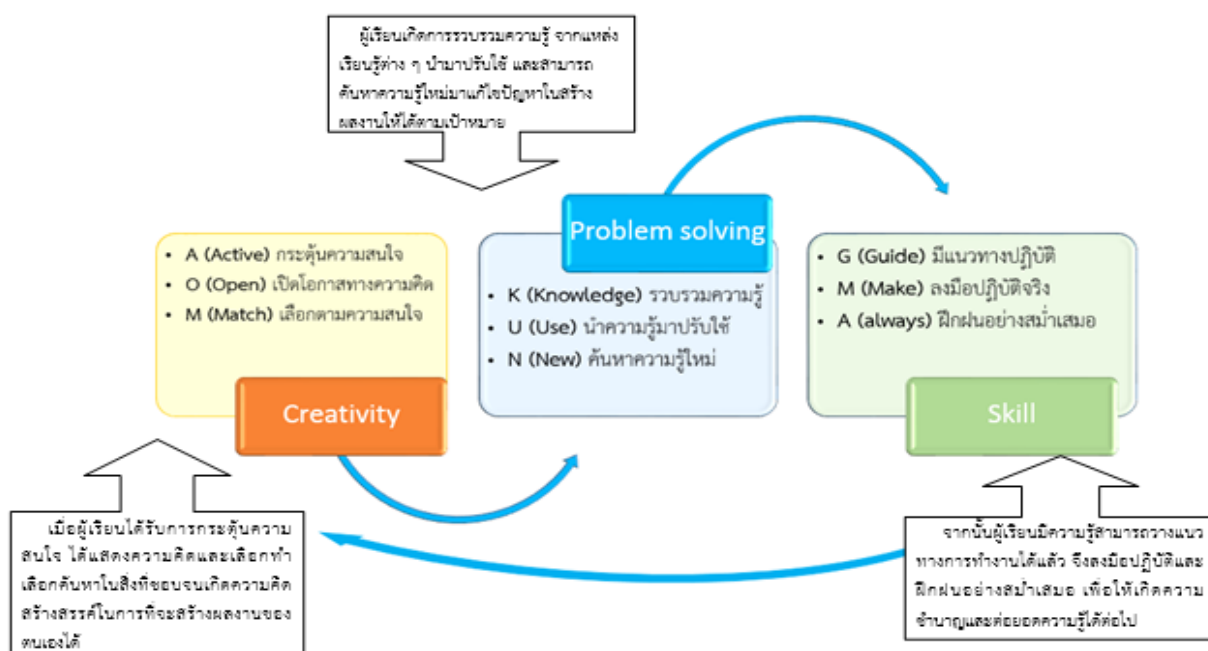 ผู้เรียนเกิดการรวบรวมความรู้ จากแหล่ง
เรียนรู้ต่าง ๆ นำมาปรับใช้ และสามารถ
ค้นหาความรู้ใหม่มาแก้ไขปัญหาในสร้าง
ผลงานให้ได้ตามเป้าหมาย
• A (Active) กระตุ้นความสนใจ
• O (Open) เปิดโอกาสทางความคิด
• M (Match) เลือกตามความสนใจ
Creativity
Problem solving
• K (Knowledge) รวบรวมความรู้
• U (Use) นำความรู้มาปรับใช้
• N (New) ค้นหาความรู้ใหม่
• G (Guide) มีแนวทางปฏิบัติ
• M (Make) ลงมือปฏิบัติจริง
• A (always) ฝึกฝนอย่างสม่ำเสมอ
Skill
เมื่อผู้เรียนได้รับการกระตุ้นความ
สนใจ ได้แสดงความคิดและเลือกทำ
เลือกค้นหาในสิ่งที่ชอบจนเกิดความคิด
สร้างสรรค์ในการที่จะสร้างผลงานของ
ตนเองได้
จากนั้นผู้เรียนมีความรู้สามารถวางแนว
ทางการทำงานได้แล้ว จึงลงมือปฏิบัติและ
ฝึกฝนอย่างสม่ำเสมอ เพื่อให้เกิดความ
ชำนาญและต่อยอดความรู้ได้ต่อไป